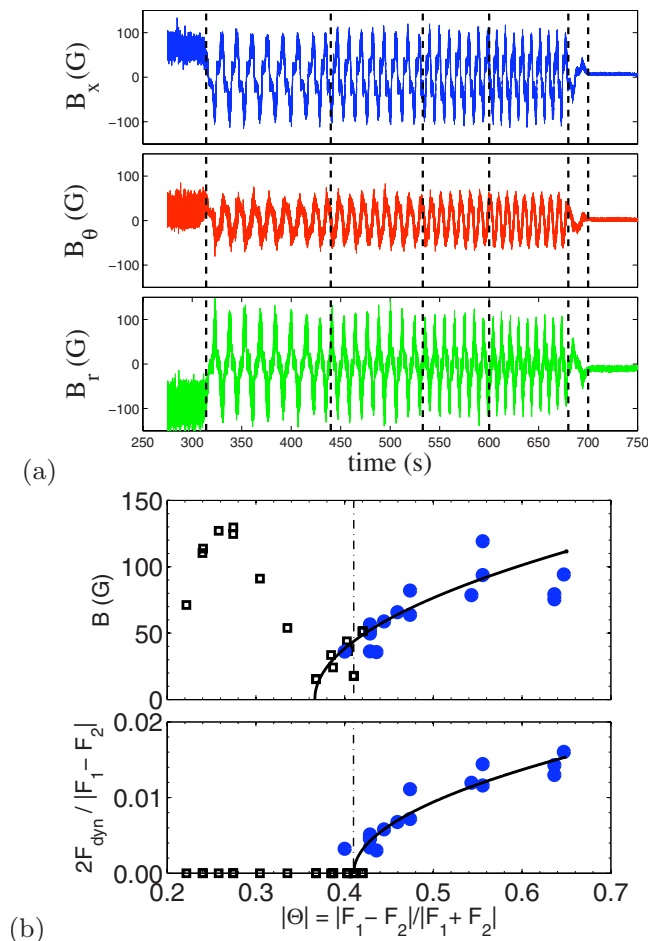 100
0
−100
B_x (G)
100
0
−100
B_θ (G)
100
0
−100
B_r (G)
250 300 350 400 450 500 550 600 650 700 750
time (s)
(a)
150
100
50
0
B (G)
0.02
0.01
0.00
2F_dyn / |F_1 − F_2|
0.2 0.3 0.4 0.5 0.6 0.7
|Θ| = |F_1 − F_2|/|F_1 + F_2|
(b)